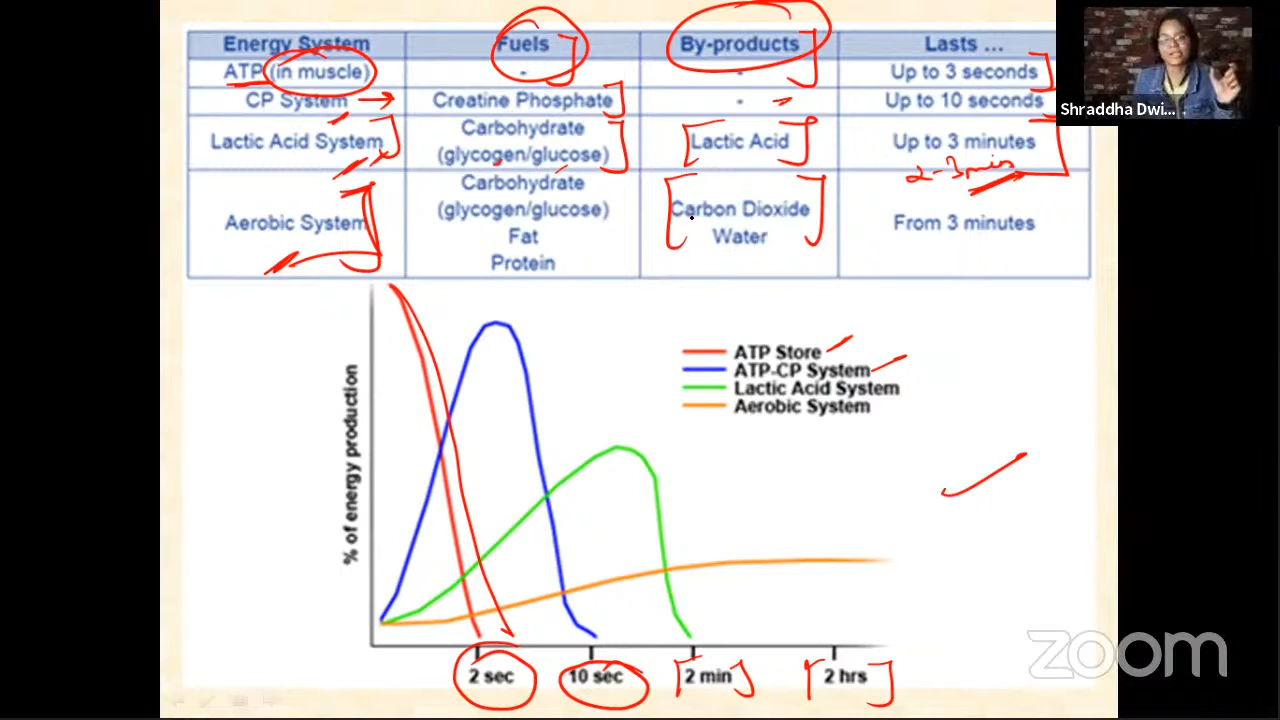 Energy System Fuels By-products Lasts ...
ATP (in muscle) - - Up to 3 seconds
CP System Creatine Phosphate - Up to 10 seconds
Lactic Acid System Carbohydrate (glycogen/glucose) Lactic Acid Up to 3 minutes
2-3 min
Aerobic System Carbohydrate (glycogen/glucose) Fat Protein Carbon Dioxide Water From 3 minutes
Shraddha Dwi...
% of energy production
ATP Store
ATP-CP System
Lactic Acid System
Aerobic System
2 sec 10 sec 2 min 2 hrs
zoom